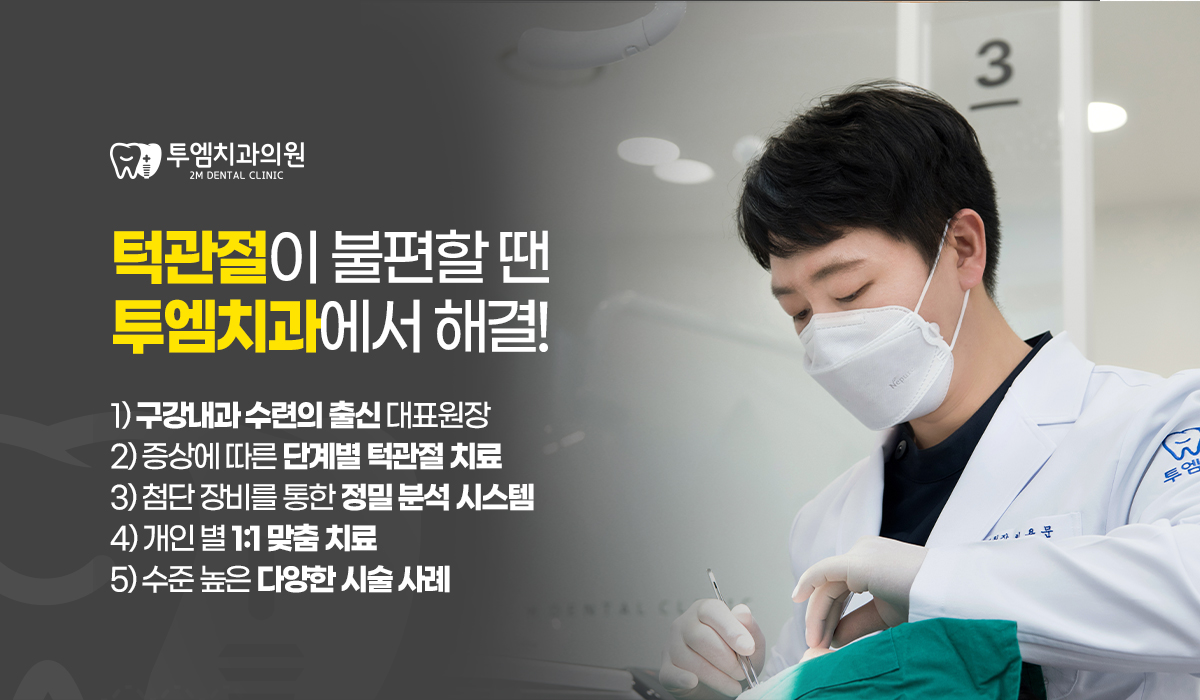 3
투엠치과의원
2M DENTAL CLINIC
턱관절이 불편할 땐
투엠치과에서 해결!
1) 구강내과 수련의 출신 대표원장
2) 증상에 따른 단계별 턱관절 치료
3) 첨단 장비를 통한 정밀 분석 시스템
4) 개인 별 1:1 맞춤 치료
5) 수준 높은 다양한 시술 사례
투엠
DENTAL CLINIC